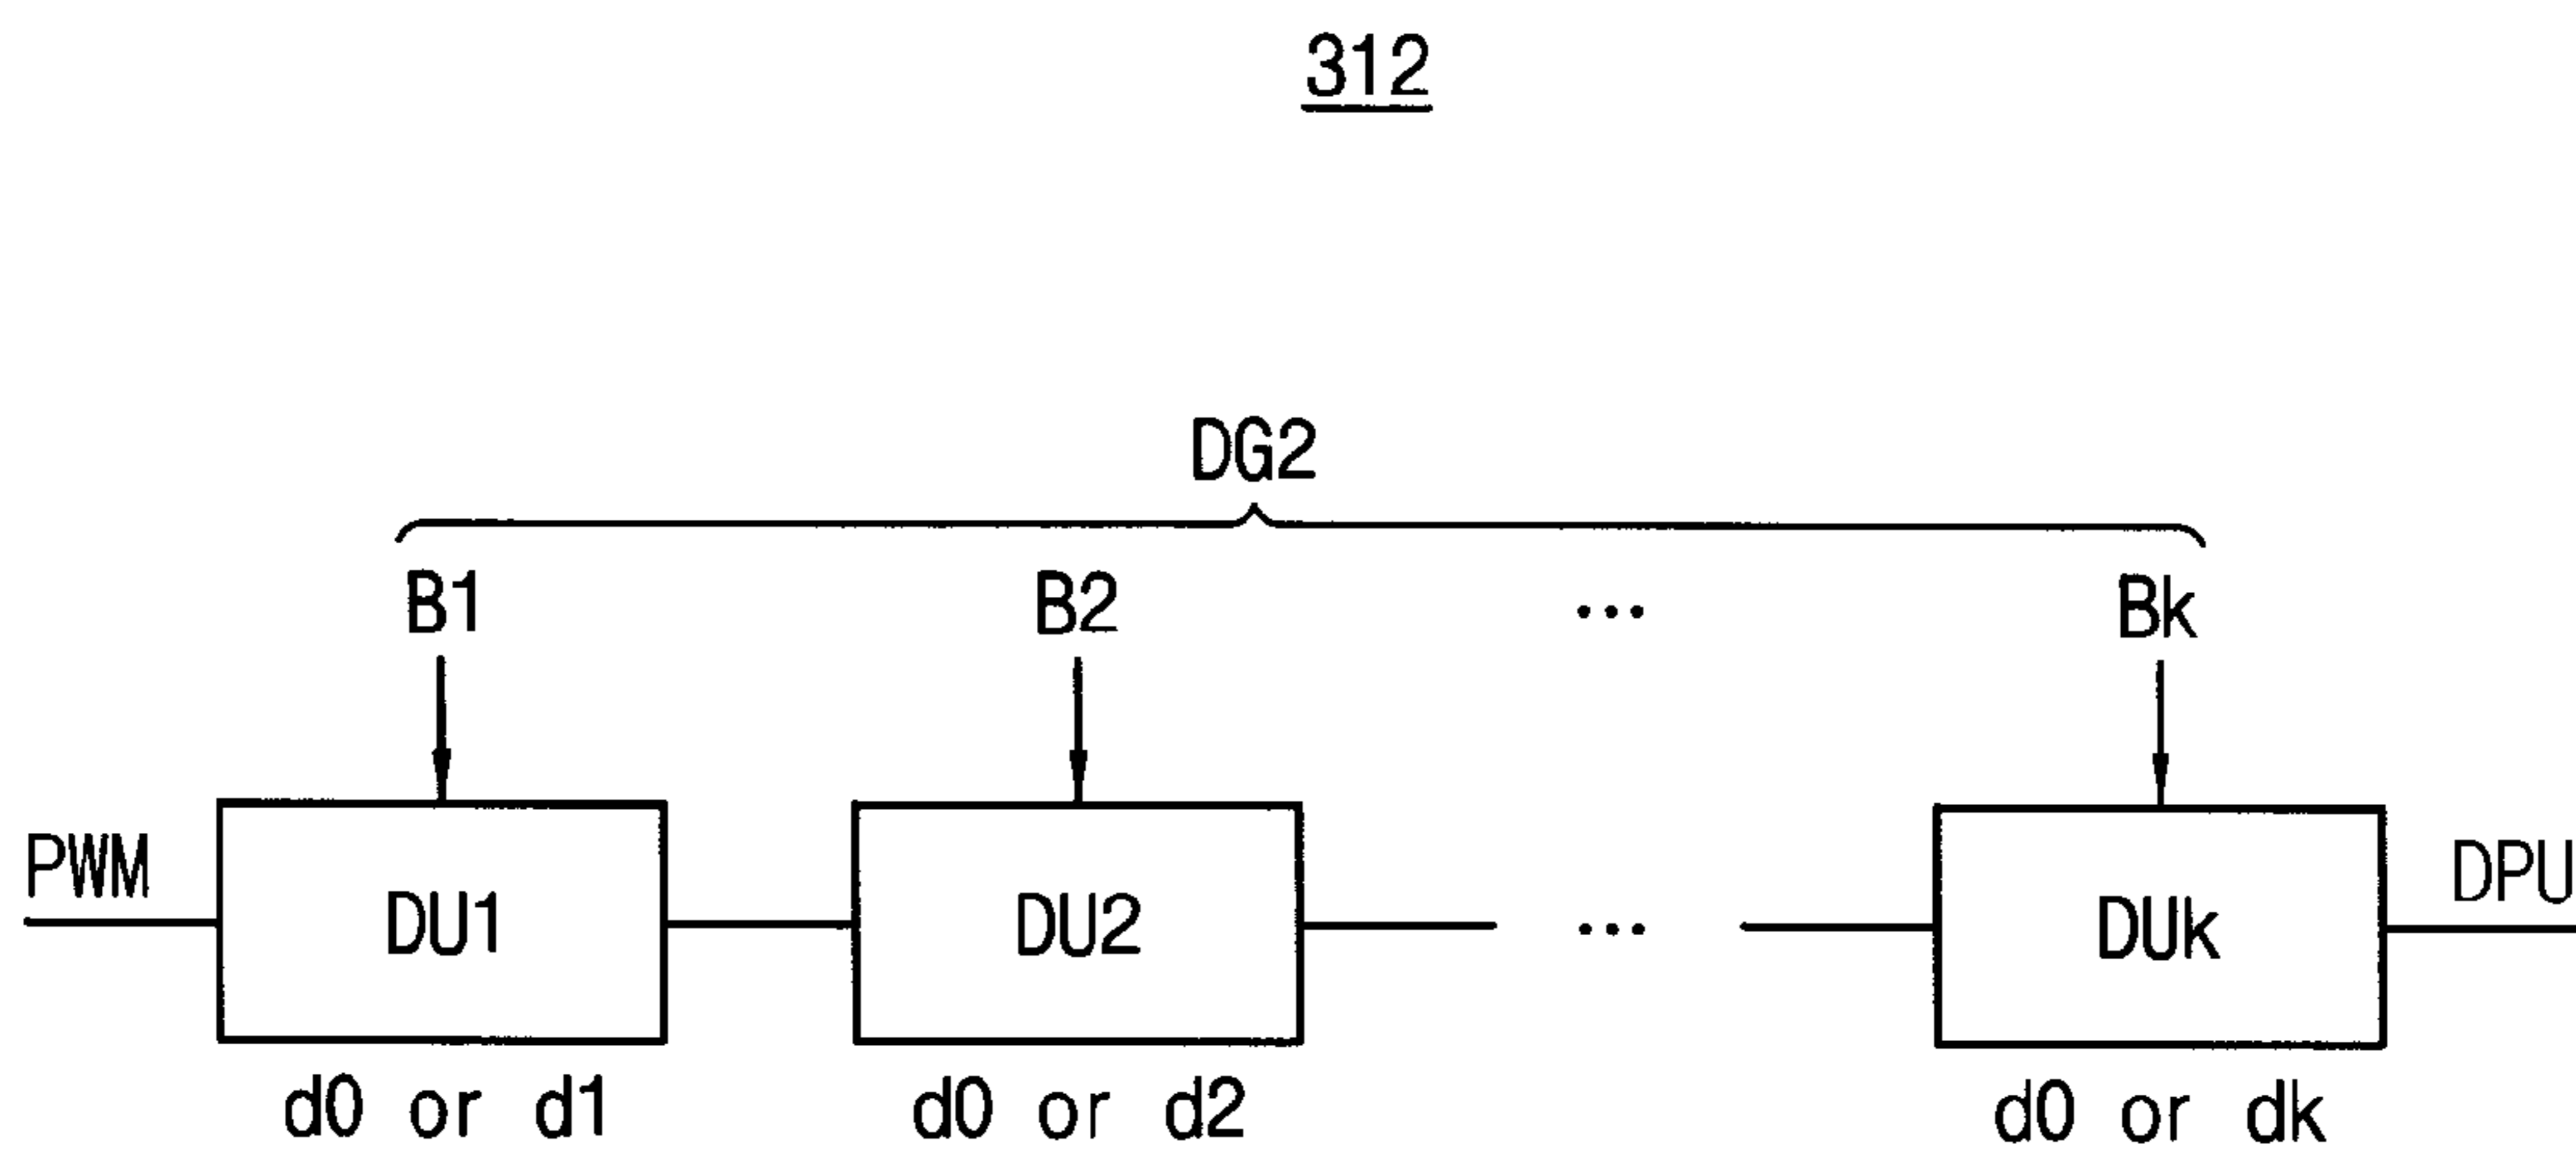 312
DG2
B1 B2 ... Bk
PWM DU1 DU2 ... DUk DPU
d0 or d1 d0 or d2 d0 or dk